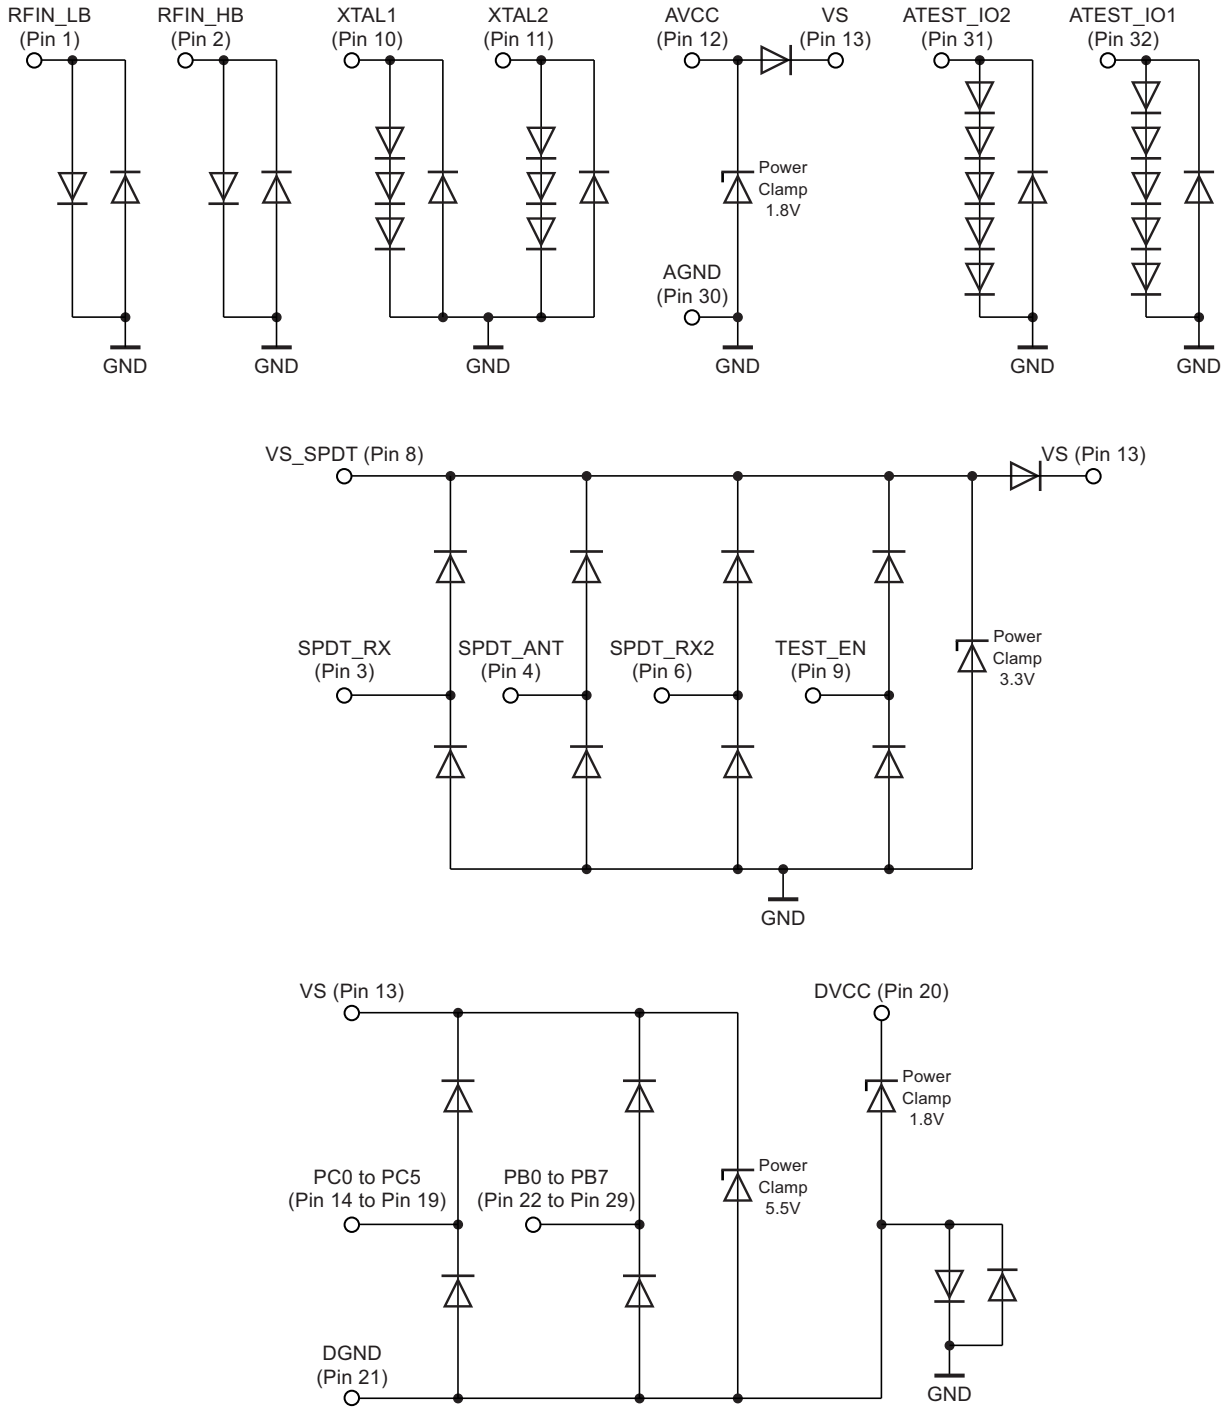 RFIN_LB
(Pin 1)
RFIN_HB
(Pin 2)
XTAL1
(Pin 10)
XTAL2
(Pin 11)
AVCC
(Pin 12)
VS
(Pin 13)
ATEST_IO2
(Pin 31)
ATEST_IO1
(Pin 32)
Power
Clamp
1.8V
AGND
(Pin 30)
GND
GND
GND
GND
GND
GND
VS_SPDT (Pin 8)
VS (Pin 13)
SPDT_RX
(Pin 3)
SPDT_ANT
(Pin 4)
SPDT_RX2
(Pin 6)
TEST_EN
(Pin 9)
Power
Clamp
3.3V
GND
VS (Pin 13)
DVCC (Pin 20)
Power
Clamp
1.8V
PC0 to PC5
(Pin 14 to Pin 19)
PB0 to PB7
(Pin 22 to Pin 29)
Power
Clamp
5.5V
DGND
(Pin 21)
GND